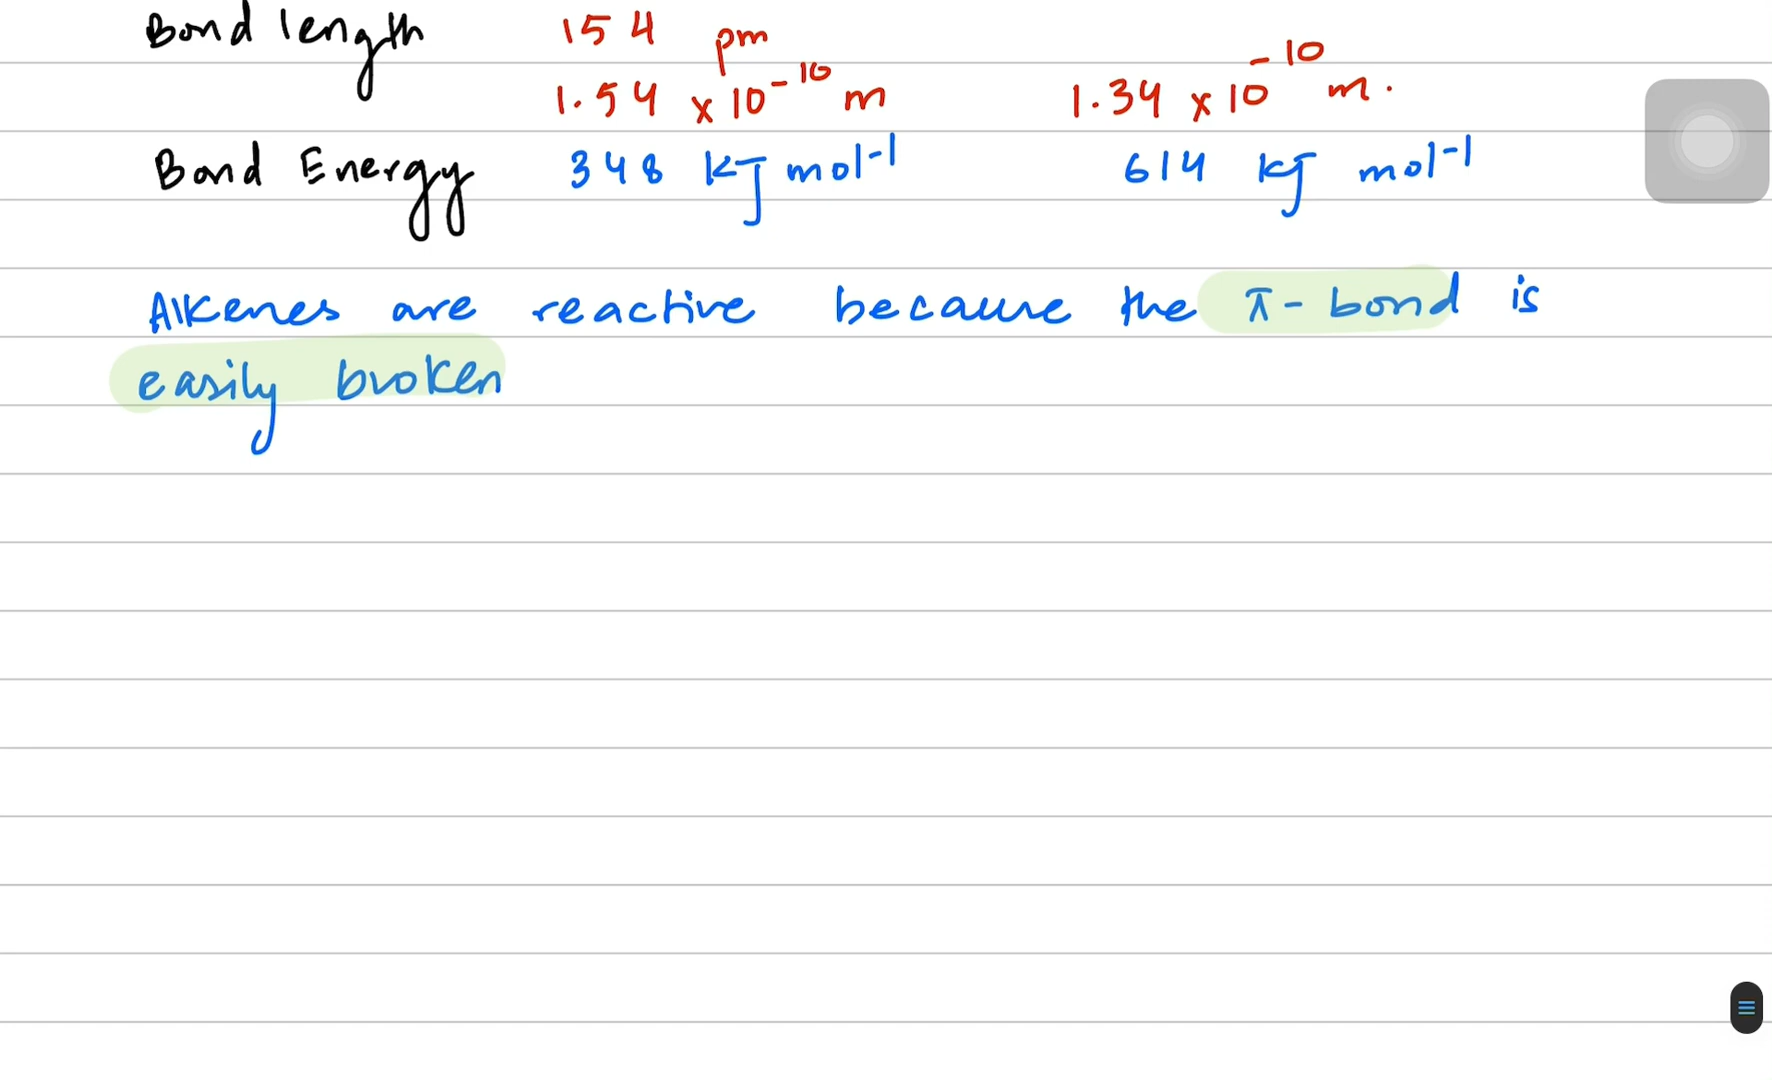 Bond length 154 pm
1.54 x 10⁻¹⁰ m 1.34 x 10⁻¹⁰ m.
Bond Energy 348 KJ mol⁻¹ 614 KJ mol⁻¹
Alkenes are reactive because the π- bond is
easily broken